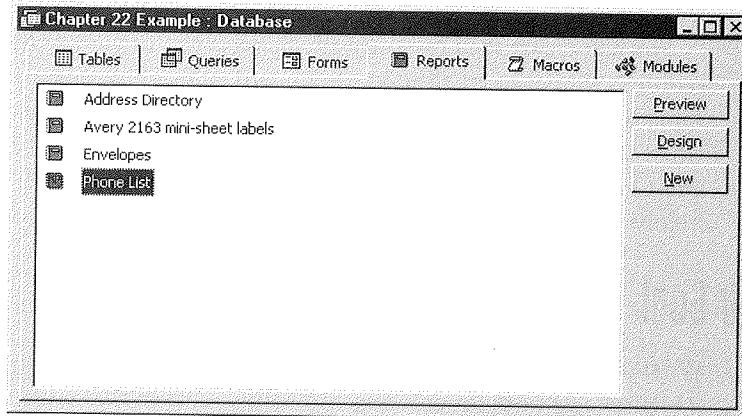 Chapter 22 Example : Database
Tables Queries Forms Reports Macros Modules
Address Directory
Avery 2163 mini-sheet labels
Envelopes
Phone List
Preview
Design
New